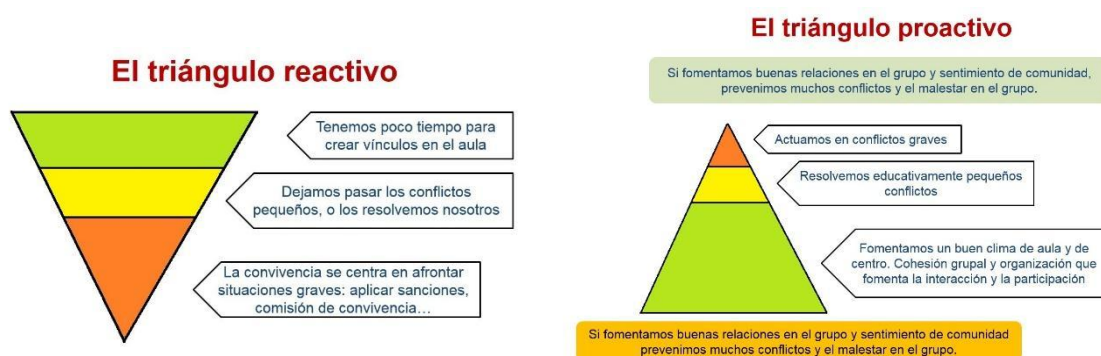 El triángulo reactivo
Tenemos poco tiempo para
crear vínculos en el aula
Dejamos pasar los conflictos
pequeños, o los resolvemos nosotros
La convivencia se centra en afrontar
situaciones graves: aplicar sanciones,
comisión de convivencia…
El triángulo proactivo
Si fomentamos buenas relaciones en el grupo y sentimiento de comunidad,
prevenimos muchos conflictos y el malestar en el grupo.
Actuamos en conflictos graves
Resolvemos educativamente pequeños
conflictos
Fomentamos un buen clima de aula y de
centro. Cohesión grupal y organización que
fomenta la interacción y la participación
Si fomentamos buenas relaciones en el grupo y sentimiento de comunidad
prevenimos muchos conflictos y el malestar en el grupo.